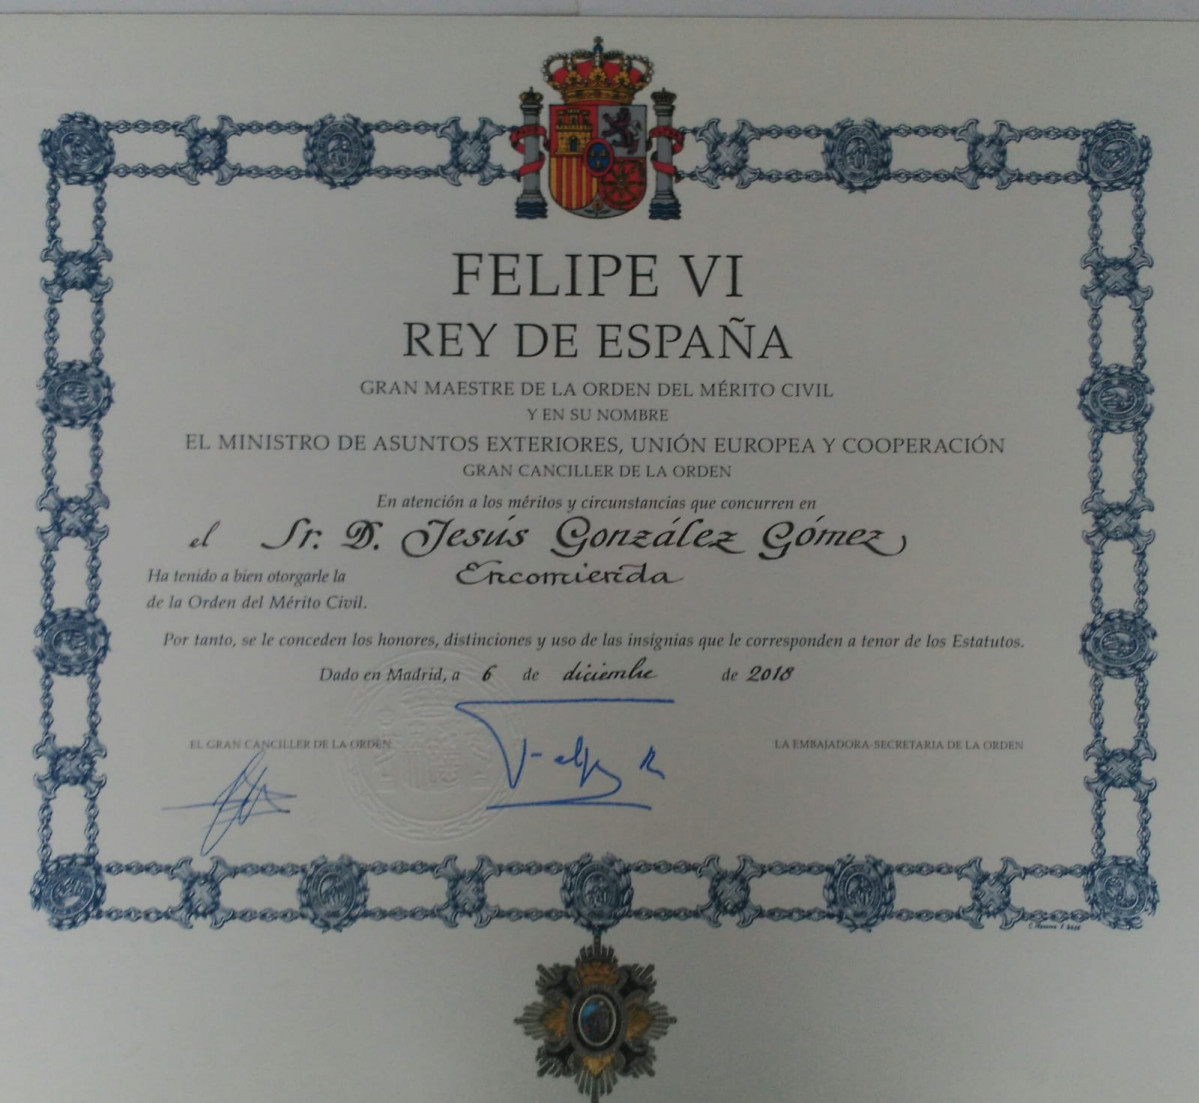 FELIPE VI
REY DE ESPAÑA
GRAN MAESTRE DE LA ORDEN DEL MÉRITO CIVIL
Y EN SU NOMBRE
EL MINISTRO DE ASUNTOS EXTERIORES, UNIÓN EUROPEA Y COOPERACIÓN
GRAN CANCILLER DE LA ORDEN
En atención a los méritos y circunstancias que concurren en
el Sr. D. Jesús González Gómez
Ha tenido a bien otorgarle la Encomienda
de la Orden del Mérito Civil.
Por tanto, se le conceden los honores, distinciones y uso de las insignias que le corresponden a tenor de los Estatutos.
Dado en Madrid, a 6 de diciembre de 2018
EL GRAN CANCILLER DE LA ORDEN
LA EMBAJADORA-SECRETARIA DE LA ORDEN